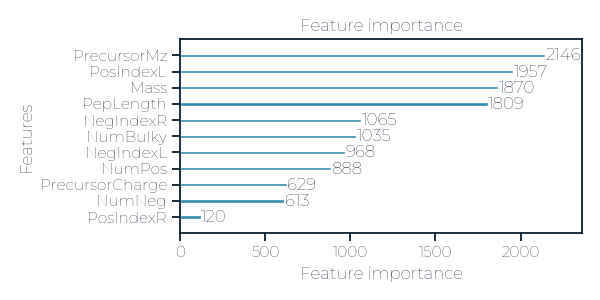 Feature importance
Features
PrecursorMz 2146
PosIndexL 1957
Mass 1870
PepLength 1809
NegIndexR 1065
NumBulky 1035
NegIndexL 968
NumPos 888
PrecursorCharge 629
NumNeg 613
PosIndexR 120
0 500 1000 1500 2000
Feature importance